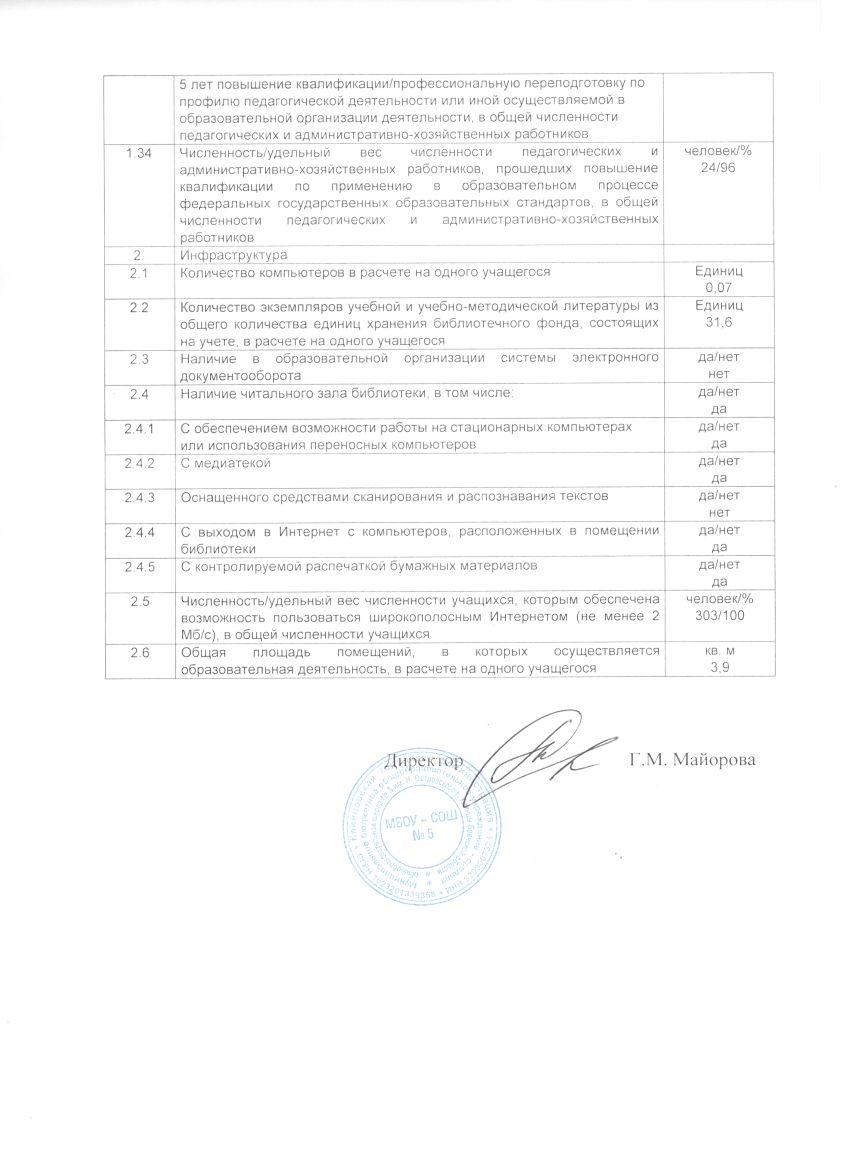 5 лет повышение квалификации/профессиональную переподготовку по
профилю педагогической деятельности или иной осуществляемой в
образовательной организации деятельности, в общей численности
педагогических и административно-хозяйственных работников
1.34 Численность/удельный вес численности педагогических и человек/%
административно-хозяйственных работников, прошедших повышение 24/96
квалификации по применению в образовательном процессе
федеральных государственных образовательных стандартов, в общей
численности педагогических и административно-хозяйственных
работников
2. Инфраструктура
2.1 Количество компьютеров в расчете на одного учащегося Единиц
0,07
2.2 Количество экземпляров учебной и учебно-методической литературы из Единиц
общего количества единиц хранения библиотечного фонда, состоящих 31,6
на учете, в расчете на одного учащегося
2.3 Наличие в образовательной организации системы электронного да/нет
документооборота нет
2.4 Наличие читального зала библиотеки, в том числе: да/нет
да
2.4.1 С обеспечением возможности работы на стационарных компьютерах да/нет
или использования переносных компьютеров да
2.4.2 С медиатекой да/нет
да
2.4.3 Оснащенного средствами сканирования и распознавания текстов да/нет
нет
2.4.4 С выходом в Интернет с компьютеров, расположенных в помещении да/нет
библиотеки да
2.4.5 С контролируемой распечаткой бумажных материалов да/нет
да
2.5 Численность/удельный вес численности учащихся, которым обеспечена человек/%
возможность пользоваться широкополосным Интернетом (не менее 2 303/100
Мб/с), в общей численности учащихся
2.6 Общая площадь помещений, в которых осуществляется кв. м
образовательная деятельность, в расчете на одного учащегося 3,9
Директор Г.М. Майорова
МБОУ – СОШ
№ 5